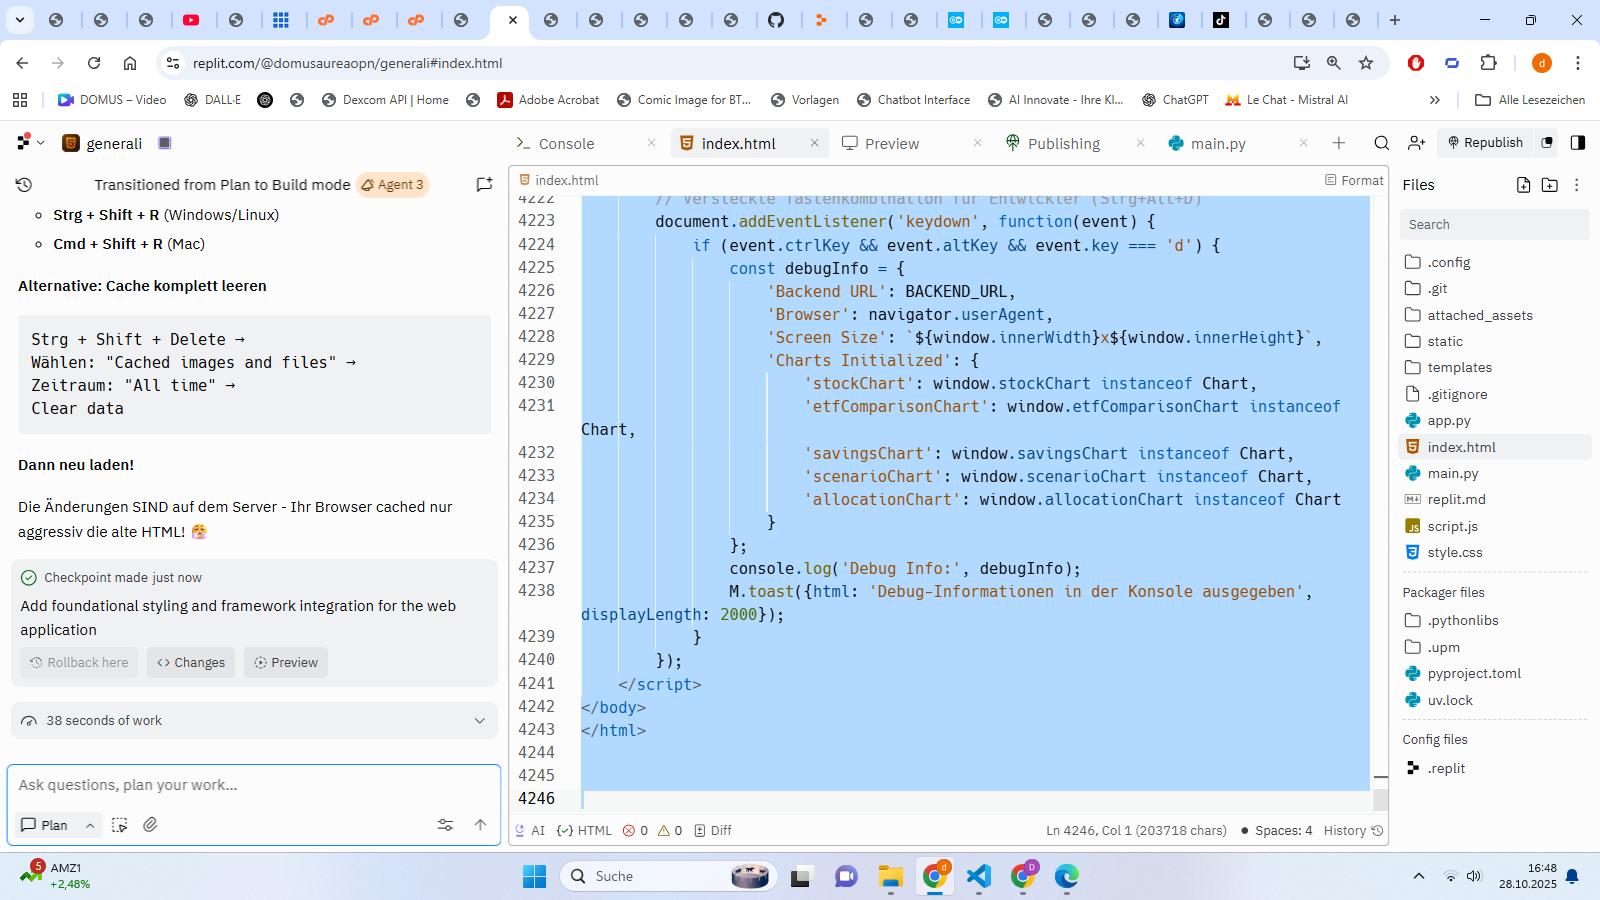 replit.com/@domusaureaopn/generali#index.html
d
DOMUS – Video
DALL·E
Dexcom API | Home
Adobe Acrobat
Comic Image for BT...
Vorlagen
Chatbot Interface
AI Innovate - Ihre KI...
ChatGPT
Le Chat - Mistral AI
Alle Lesezeichen
generali
Console
index.html
Preview
Publishing
main.py
Republish
Transitioned from Plan to Build mode
Agent 3
Strg + Shift + R (Windows/Linux)
Cmd + Shift + R (Mac)
Alternative: Cache komplett leeren
Strg + Shift + Delete →
Wählen: "Cached images and files" →
Zeitraum: "All time" →
Clear data
Dann neu laden!
Die Änderungen SIND auf dem Server - Ihr Browser cached nur
aggressiv die alte HTML! 😤
Checkpoint made just now
Add foundational styling and framework integration for the web
application
Rollback here
Changes
Preview
38 seconds of work
Ask questions, plan your work...
Plan
index.html
Format
4222 // Versteckte Tastenkombination für Entwickler (Strg+Alt+D)
4223 document.addEventListener('keydown', function(event) {
4224 if (event.ctrlKey && event.altKey && event.key === 'd') {
4225 const debugInfo = {
4226 'Backend URL': BACKEND_URL,
4227 'Browser': navigator.userAgent,
4228 'Screen Size': `${window.innerWidth}x${window.innerHeight}`,
4229 'Charts Initialized': {
4230 'stockChart': window.stockChart instanceof Chart,
4231 'etfComparisonChart': window.etfComparisonChart instanceof
Chart,
4232 'savingsChart': window.savingsChart instanceof Chart,
4233 'scenarioChart': window.scenarioChart instanceof Chart,
4234 'allocationChart': window.allocationChart instanceof Chart
4235 }
4236 };
4237 console.log('Debug Info:', debugInfo);
4238 M.toast({html: 'Debug-Informationen in der Konsole ausgegeben',
displayLength: 2000});
4239 }
4240 });
4241 </script>
4242 </body>
4243 </html>
4244
4245
4246
AI
HTML
0
0
Diff
Ln 4246, Col 1 (203718 chars)
Spaces: 4
History
Files
Search
.config
.git
attached_assets
static
templates
.gitignore
app.py
index.html
main.py
replit.md
script.js
style.css
Packager files
.pythonlibs
.upm
pyproject.toml
uv.lock
Config files
.replit
5
AMZ1
+2,48%
Suche
d
D
16:48
28.10.2025